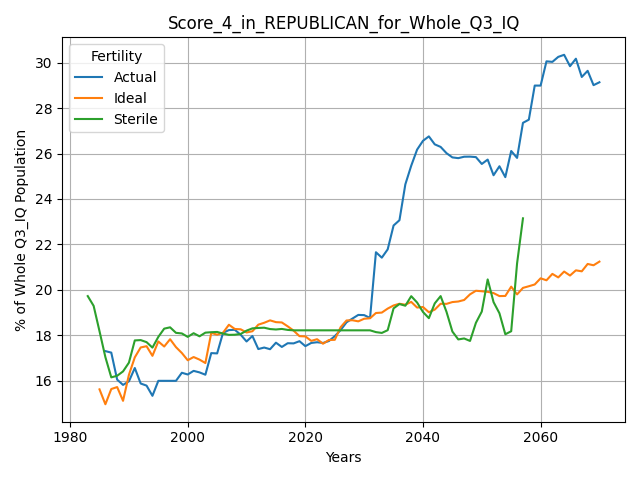 Score_4_in_REPUBLICAN_for_Whole_Q3_IQ
Fertility
Actual
Ideal
Sterile
% of Whole Q3_IQ Population
30
28
26
24
22
20
18
16
1980
2000
2020
2040
2060
Years